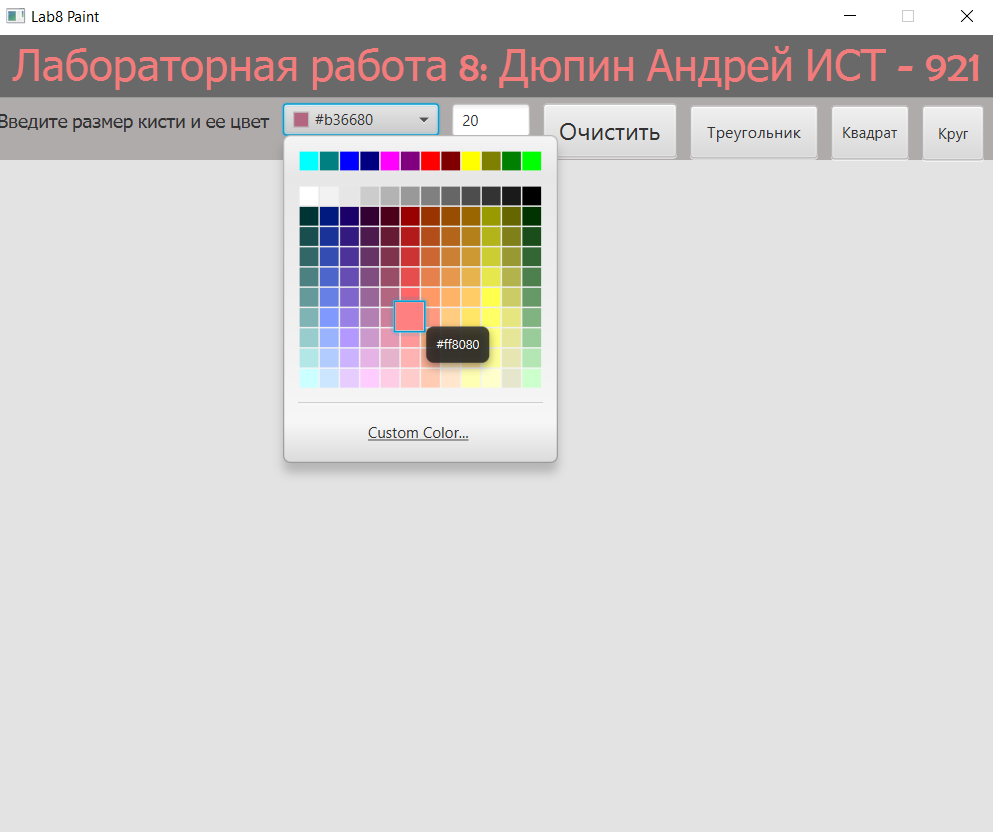 Lab8 Paint
Лабораторная работа 8: Дюпин Андрей ИСТ - 921
Введите размер кисти и ее цвет #b36680 20 Очистить Треугольник Квадрат Круг
#ff8080
Custom Color...